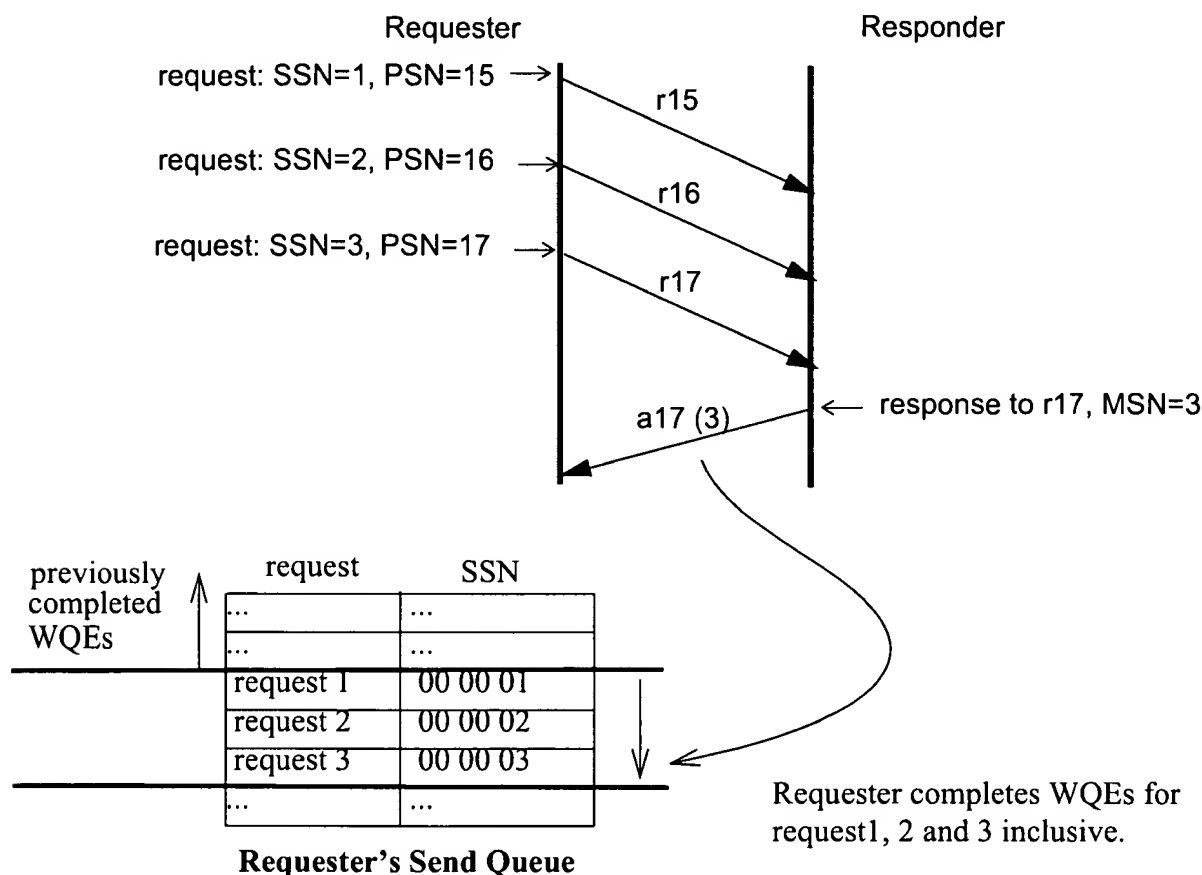 Requester
Responder
request: SSN=1, PSN=15
r15
request: SSN=2, PSN=16
r16
request: SSN=3, PSN=17
r17
response to r17, MSN=3
a17 (3)
previously
completed
WQEs
request SSN
... ...
... ...
request 1 00 00 01
request 2 00 00 02
request 3 00 00 03
... ...
Requester completes WQEs for
request1, 2 and 3 inclusive.
Requester's Send Queue